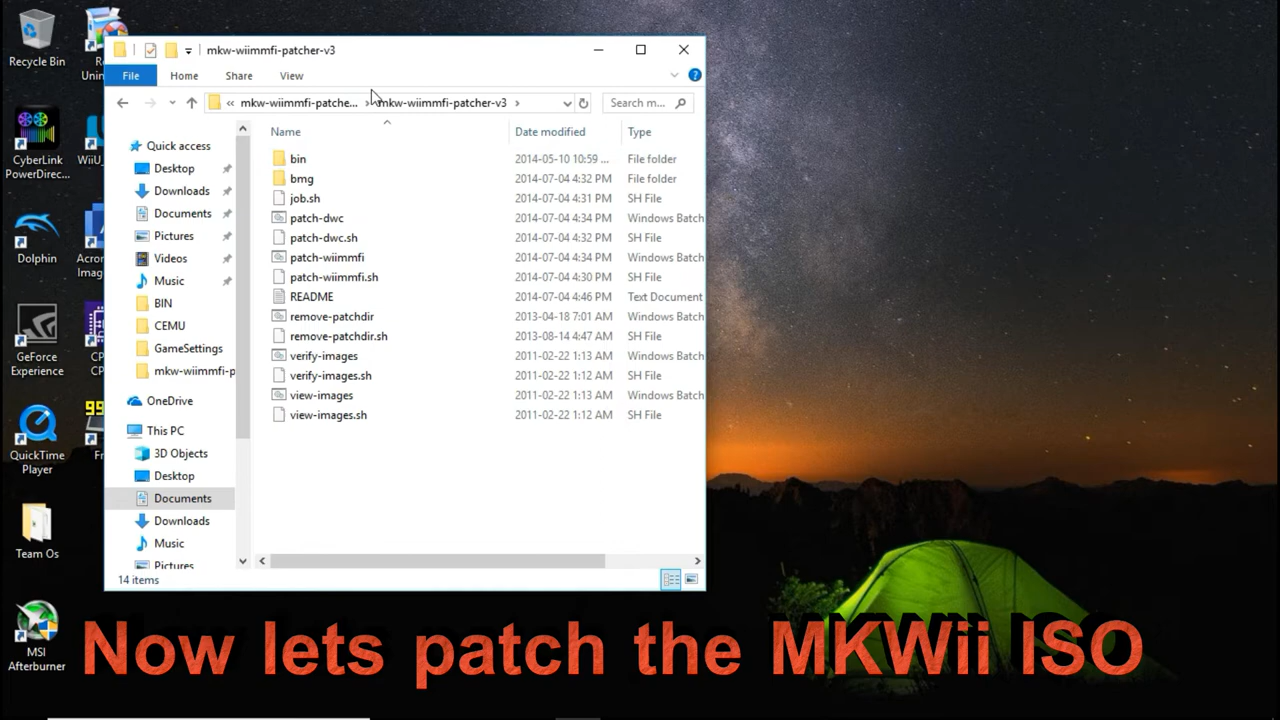 Recycle Bin
CyberLink
PowerDirec...
Dolphin
GeForce
Experience
QuickTime
Player
Team Os
MSI
Afterburner
Unin
WiiU_
Acron
Imag
mkw-wiimmfi-patcher-v3
File
Home
Share
View
«
mkw-wiimmfi-patche...
mkw-wiimmfi-patcher-v3
Search m...
Quick access
Desktop
Downloads
Documents
Pictures
Videos
Music
BIN
CEMU
GameSettings
mkw-wiimmfi-p
OneDrive
This PC
3D Objects
Desktop
Documents
Downloads
Music
Pictures
Name Date modified Type
bin 2014-05-10 10:59 ... File folder
bmg 2014-07-04 4:32 PM File folder
job.sh 2014-07-04 4:31 PM SH File
patch-dwc 2014-07-04 4:34 PM Windows Batch
patch-dwc.sh 2014-07-04 4:32 PM SH File
patch-wiimmfi 2014-07-04 4:34 PM Windows Batch
patch-wiimmfi.sh 2014-07-04 4:30 PM SH File
README 2014-07-04 4:46 PM Text Document
remove-patchdir 2013-04-18 7:01 AM Windows Batch
remove-patchdir.sh 2013-08-14 4:47 AM SH File
verify-images 2011-02-22 1:13 AM Windows Batch
verify-images.sh 2011-02-22 1:12 AM SH File
view-images 2011-02-22 1:13 AM Windows Batch
view-images.sh 2011-02-22 1:12 AM SH File
14 items
Now lets patch the MKWii ISO